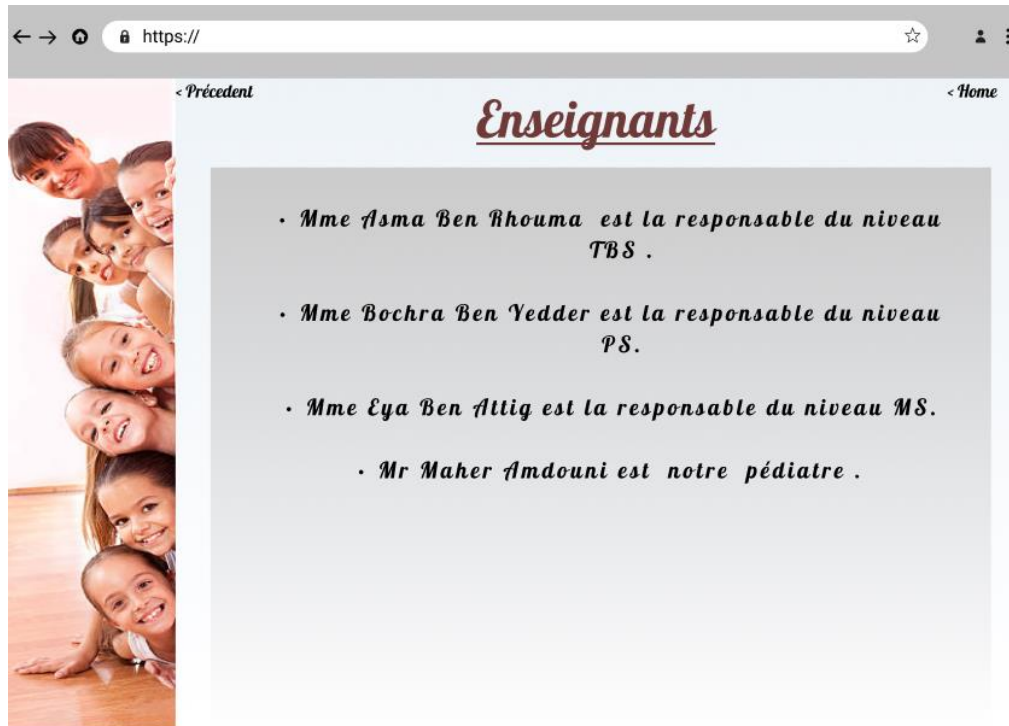 https://
< Précedent
< Home
Enseignants
• Mme Asma Ben Rhouma est la responsable du niveau
TBS .
• Mme Bochra Ben Yedder est la responsable du niveau
PS.
• Mme Eya Ben Attig est la responsable du niveau MS.
• Mr Maher Amdouni est notre pédiatre .